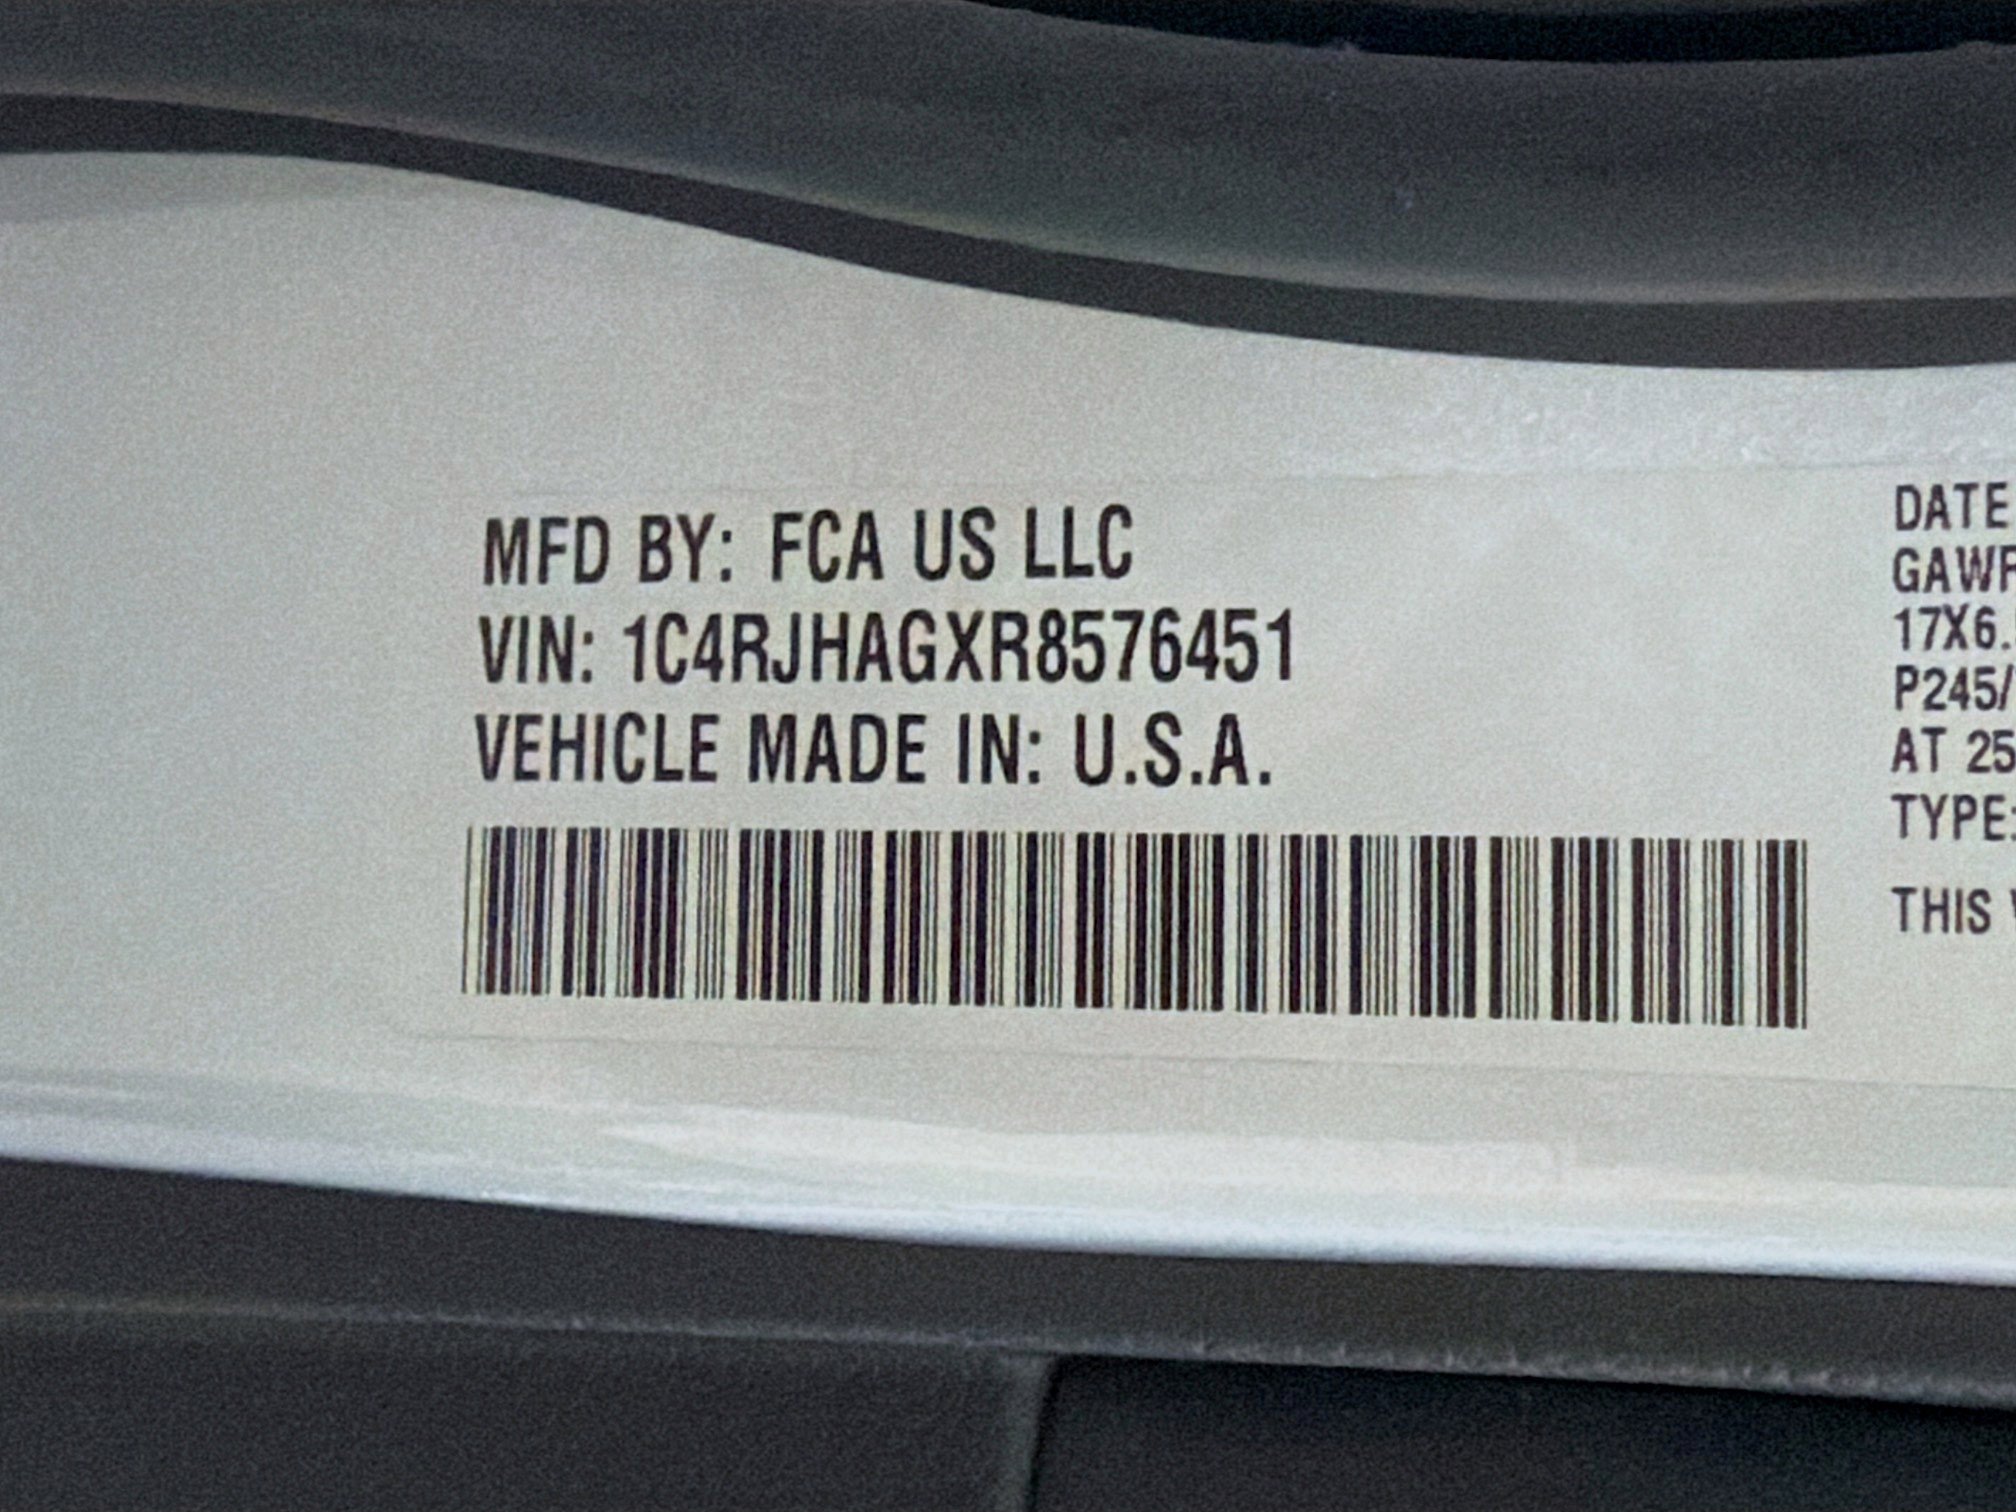 MFD BY: FCA US LLC
VIN: 1C4RJHAGXR8576451
VEHICLE MADE IN: U.S.A.
DATE
17X6.
P245/
AT 25
TYPE:
THIS